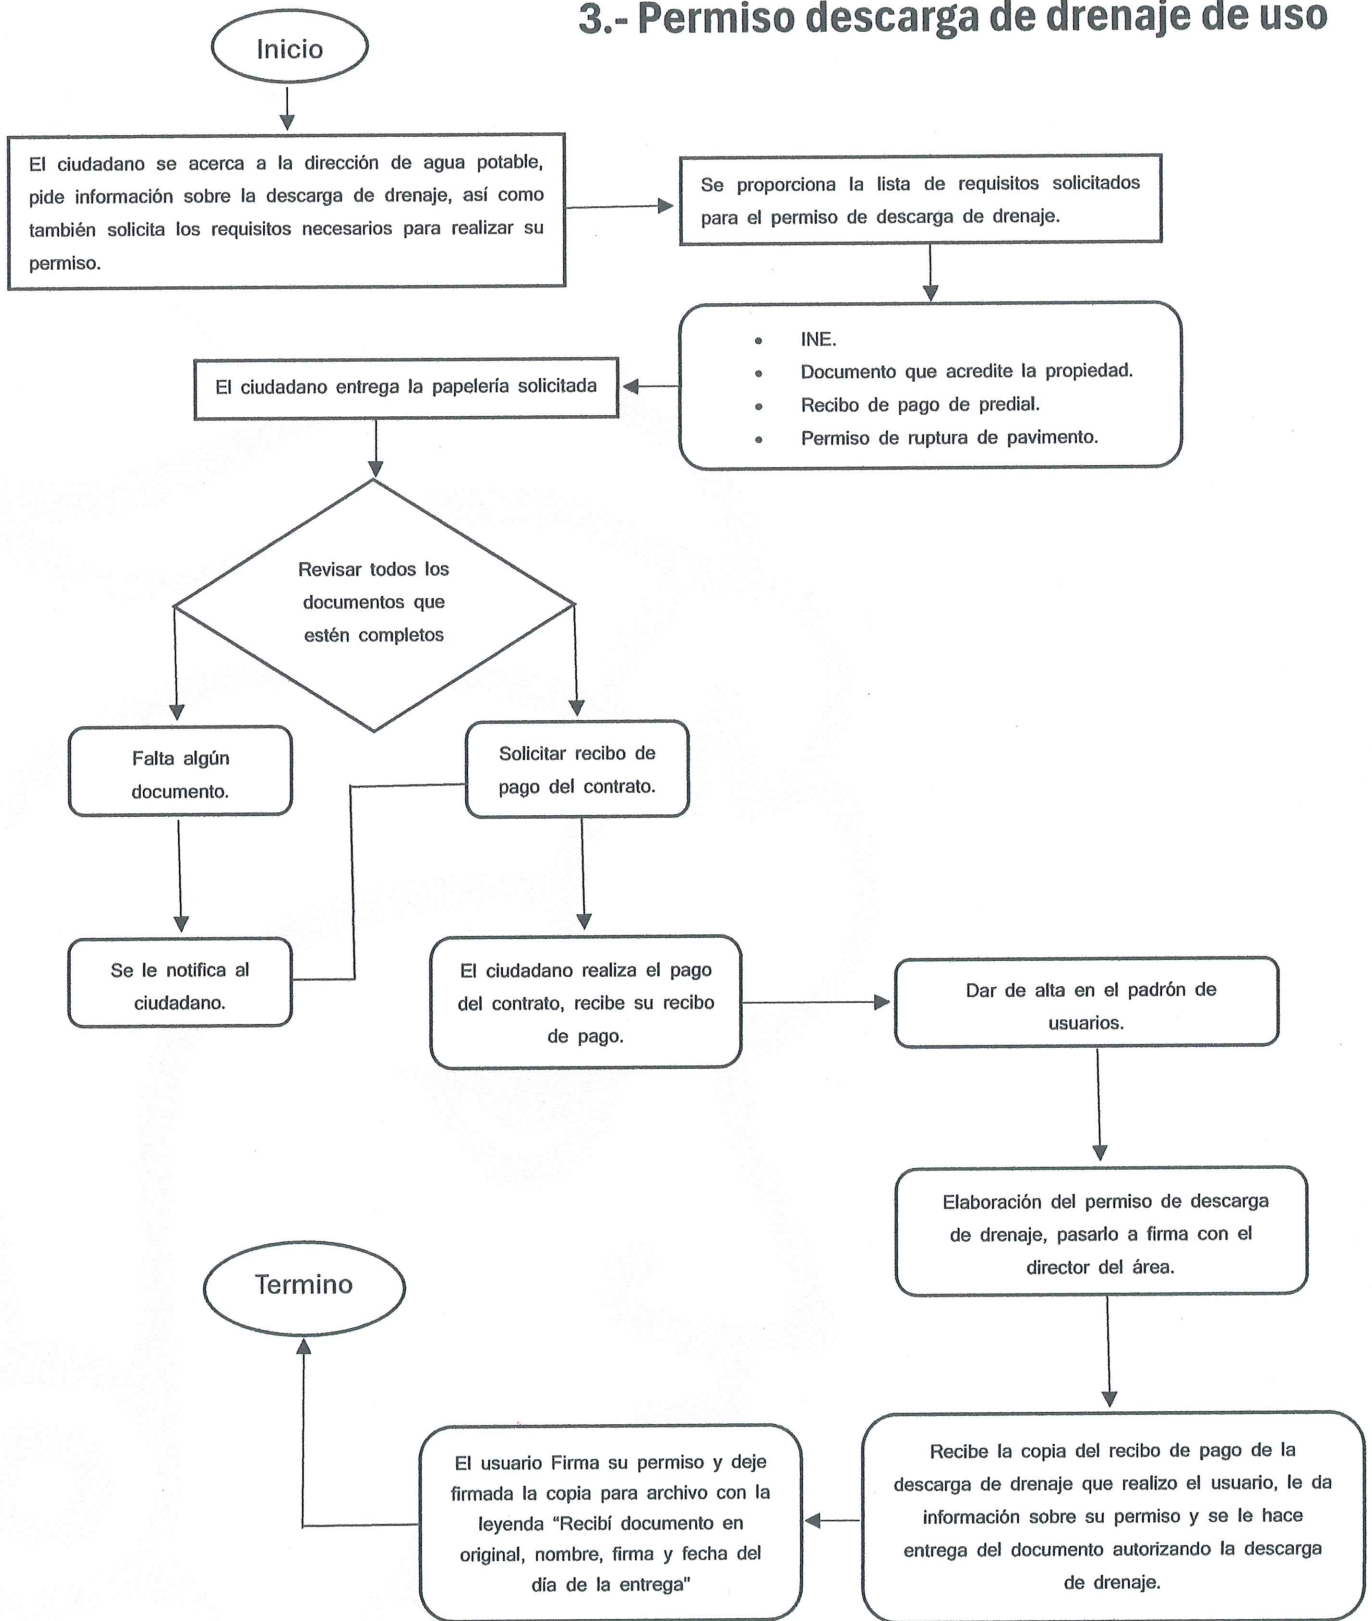 3.- Permiso descarga de drenaje de uso
Inicio
El ciudadano se acerca a la dirección de agua potable,
pide información sobre la descarga de drenaje, así como
también solicita los requisitos necesarios para realizar su
permiso.
Se proporciona la lista de requisitos solicitados
para el permiso de descarga de drenaje.
• INE.
• Documento que acredite la propiedad.
• Recibo de pago de predial.
• Permiso de ruptura de pavimento.
El ciudadano entrega la papelería solicitada
Revisar todos los
documentos que
estén completos
Falta algún
documento.
Solicitar recibo de
pago del contrato.
Se le notifica al
ciudadano.
El ciudadano realiza el pago
del contrato, recibe su recibo
de pago.
Dar de alta en el padrón de
usuarios.
Elaboración del permiso de descarga
de drenaje, pasarlo a firma con el
director del área.
Recibe la copia del recibo de pago de la
descarga de drenaje que realizo el usuario, le da
información sobre su permiso y se le hace
entrega del documento autorizando la descarga
de drenaje.
El usuario Firma su permiso y deje
firmada la copia para archivo con la
leyenda “Recibí documento en
original, nombre, firma y fecha del
día de la entrega"
Termino